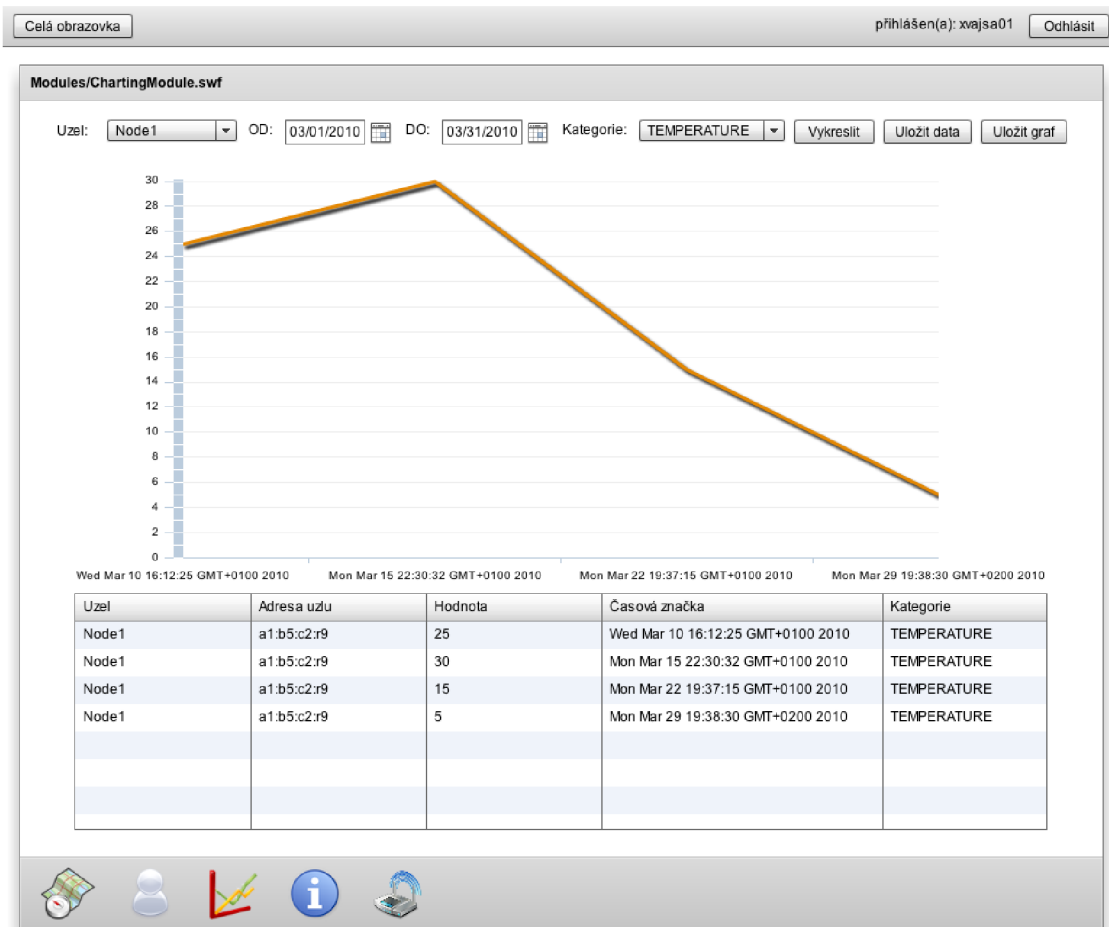 Celá obrazovka přihlášen(a): xvajsa01 Odhlásit
Modules/ChartingModule.swf
Uzel: Node1 OD: 03/01/2010 DO: 03/31/2010 Kategorie: TEMPERATURE Vykreslit Uložit data Uložit graf
30
28
26
24
22
20
18
16
14
12
10
8
6
4
2
0
Wed Mar 10 16:12:25 GMT+0100 2010 Mon Mar 15 22:30:32 GMT+0100 2010 Mon Mar 22 19:37:15 GMT+0100 2010 Mon Mar 29 19:38:30 GMT+0200 2010
Uzel Adresa uzlu Hodnota Časová značka Kategorie
Node1 a1:b5:c2:r9 25 Wed Mar 10 16:12:25 GMT+0100 2010 TEMPERATURE
Node1 a1:b5:c2:r9 30 Mon Mar 15 22:30:32 GMT+0100 2010 TEMPERATURE
Node1 a1:b5:c2:r9 15 Mon Mar 22 19:37:15 GMT+0100 2010 TEMPERATURE
Node1 a1:b5:c2:r9 5 Mon Mar 29 19:38:30 GMT+0200 2010 TEMPERATURE